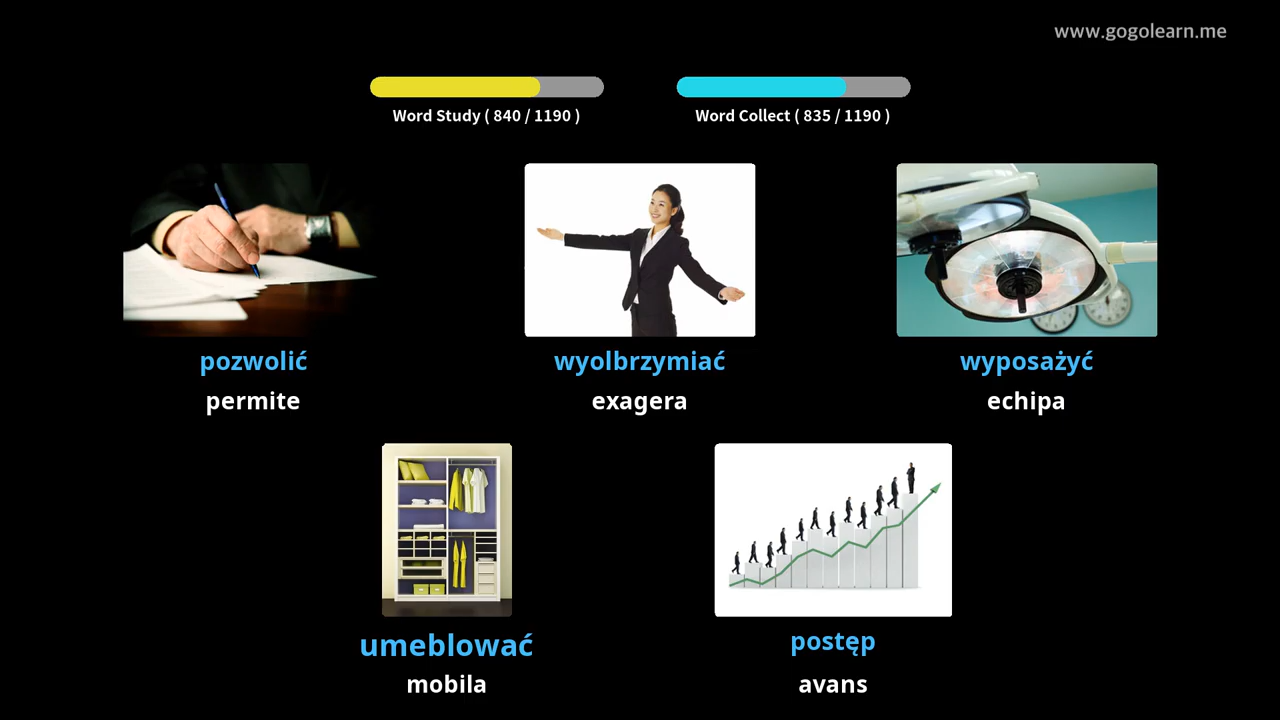 www.gogolearn.me
Word Study ( 840 / 1190 )
Word Collect ( 835 / 1190 )
pozwolić
permite
wyolbrzymiać
exagera
wyposażyć
echipa
umeblować
mobila
postęp
avans